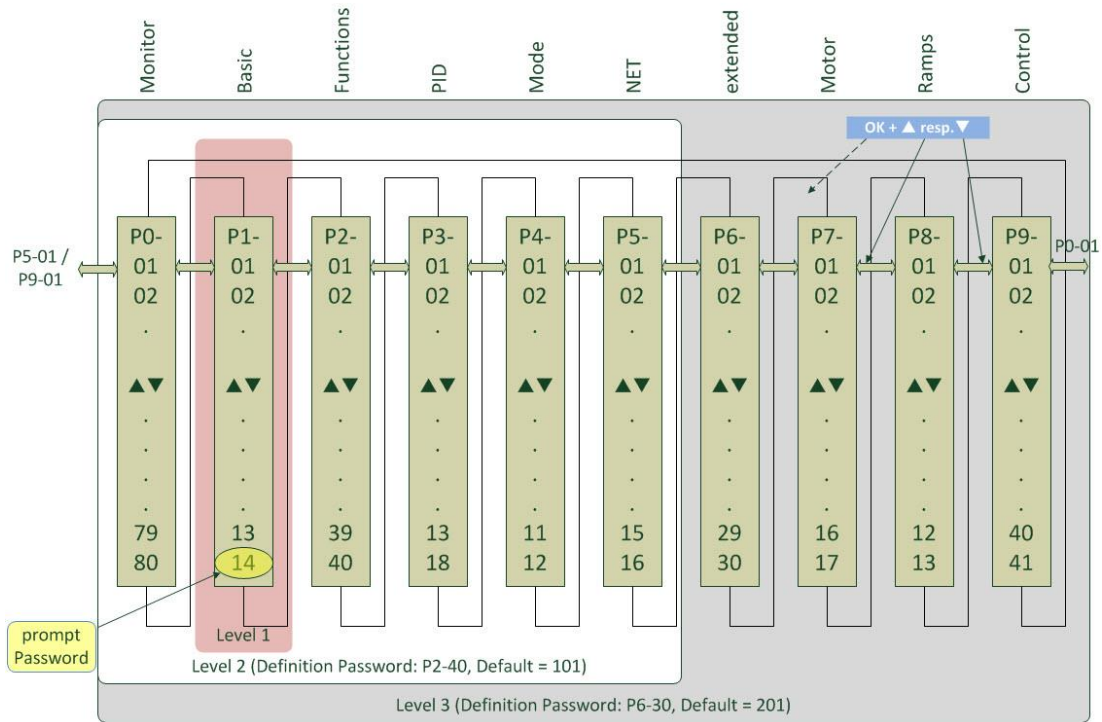 Monitor
Basic
Functions
PID
Mode
NET
extended
Motor
Ramps
Control
OK + ▲ resp. ▼
P5-01 /
P9-01
P0- P1- P2- P3- P4- P5- P6- P7- P8- P9-
01 01 01 01 01 01 01 01 01 01
P0-01
02 02 02 02 02 02 02 02 02 02
. . . . . . . . . .
▲▼ ▲▼ ▲▼ ▲▼ ▲▼ ▲▼ ▲▼ ▲▼ ▲▼ ▲▼
. . . . . . . . . .
. . . . . . . . . .
. . . . . . . . . .
. . . . . . . . . .
79 13 39 13 11 15 29 16 12 40
80 14 40 18 12 16 30 17 13 41
prompt
Password
Level 1
Level 2 (Definition Password: P2-40, Default = 101)
Level 3 (Definition Password: P6-30, Default = 201)